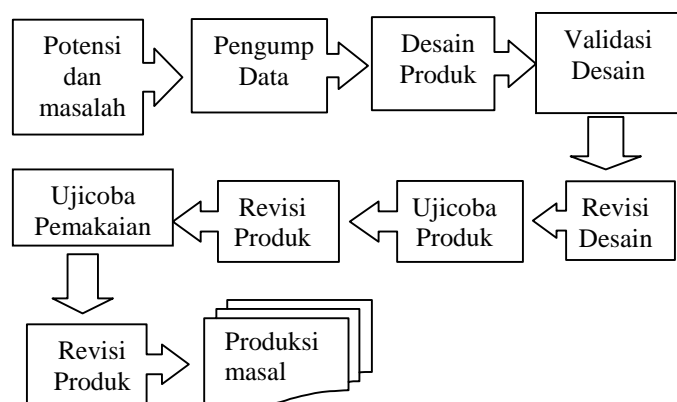 Potensi
dan
masalah
Pengump
Data
Desain
Produk
Validasi
Desain
Revisi
Desain
Ujicoba
Produk
Revisi
Produk
Ujicoba
Pemakaian
Revisi
Produk
Produksi
masal